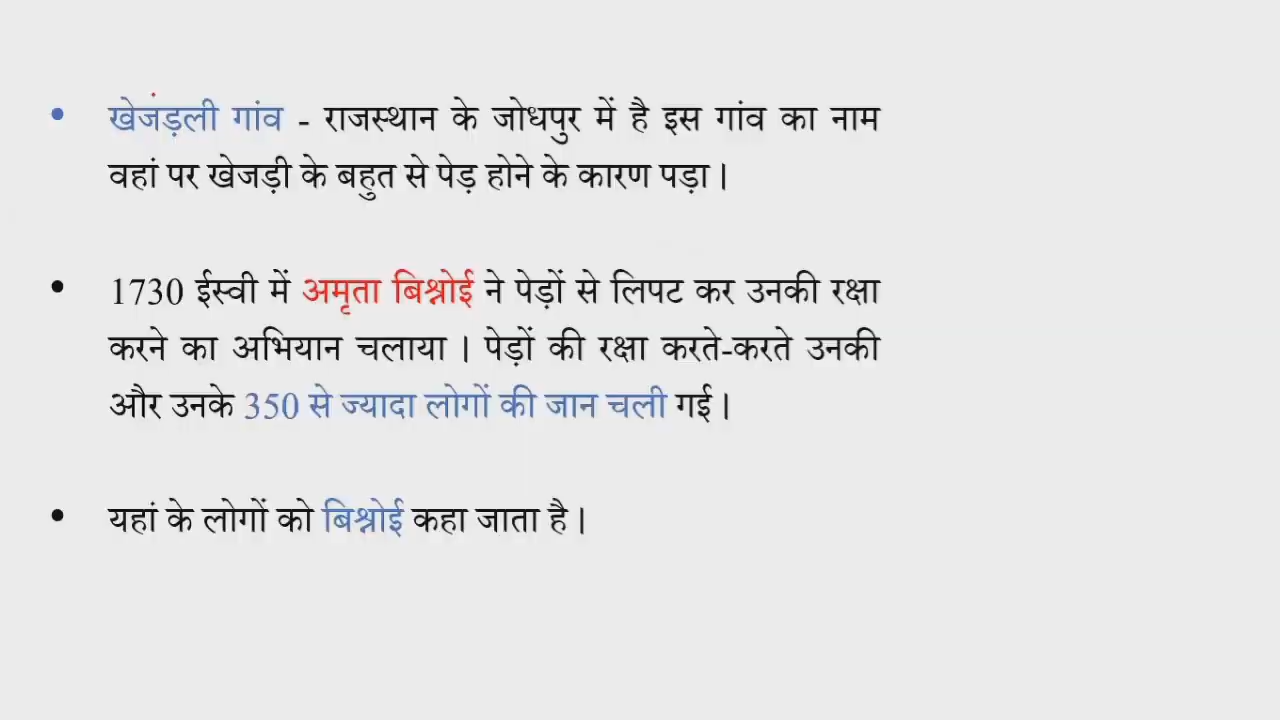 • खेजंड़ली गांव - राजस्थान के जोधपुर में है इस गांव का नाम
वहां पर खेजड़ी के बहुत से पेड़ होने के कारण पड़ा ।
• 1730 ईस्वी में अमृता बिश्नोई ने पेड़ों से लिपट कर उनकी रक्षा
करने का अभियान चलाया । पेड़ों की रक्षा करते-करते उनकी
और उनके 350 से ज्यादा लोगों की जान चली गई ।
• यहां के लोगों को बिश्नोई कहा जाता है ।